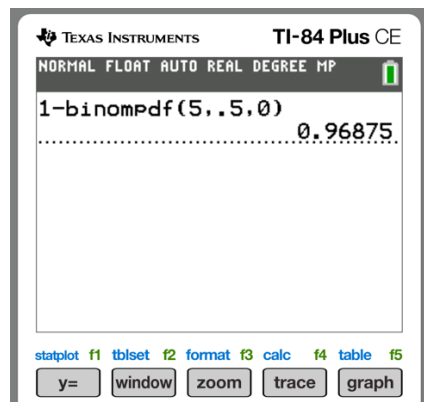 TEXAS INSTRUMENTS TI-84 Plus CE
NORMAL FLOAT AUTO REAL DEGREE MP
1-binompdf(5,.5,0)
0.96875
statplot f1 tblset f2 format f3 calc f4 table f5
y= window zoom trace graph